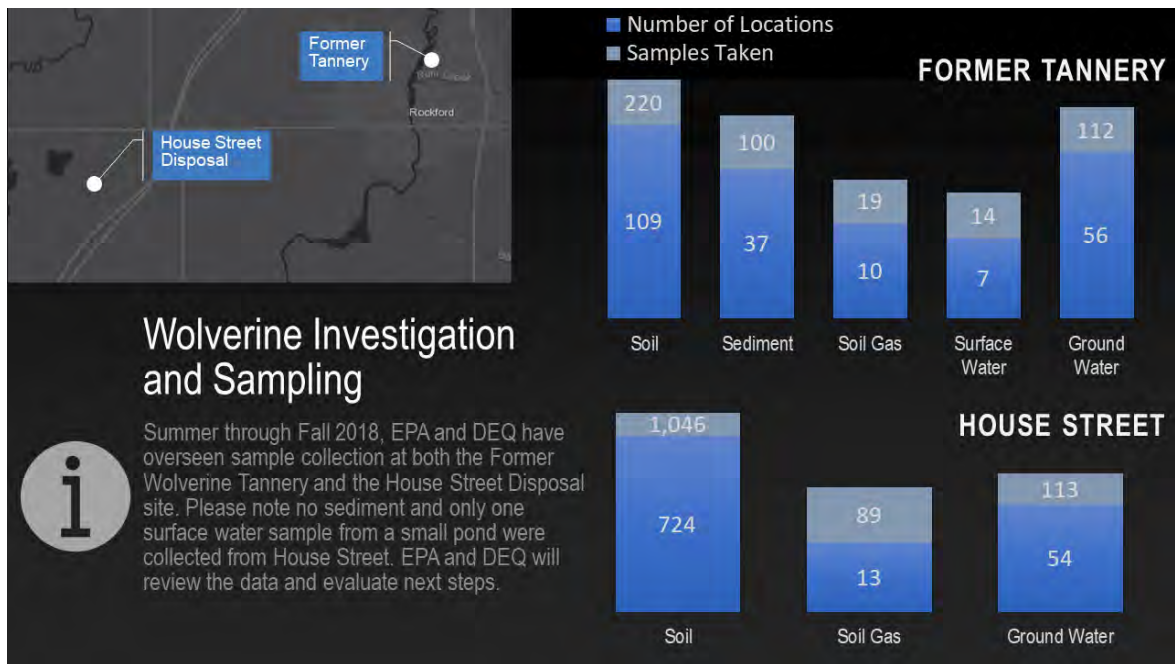 Former
Tannery
Rockford
House Street
Disposal
Wolverine Investigation
and Sampling
Summer through Fall 2018, EPA and DEQ have
overseen sample collection at both the Former
Wolverine Tannery and the House Street Disposal
site. Please note no sediment and only one
surface water sample from a small pond were
collected from House Street. EPA and DEQ will
review the data and evaluate next steps.
Number of Locations
Samples Taken
FORMER TANNERY
220
100
19
14
112
109
37
10
7
56
Soil
Sediment
Soil Gas
Surface
Water
Ground
Water
HOUSE STREET
1,046
89
113
724
13
54
Soil
Soil Gas
Ground Water